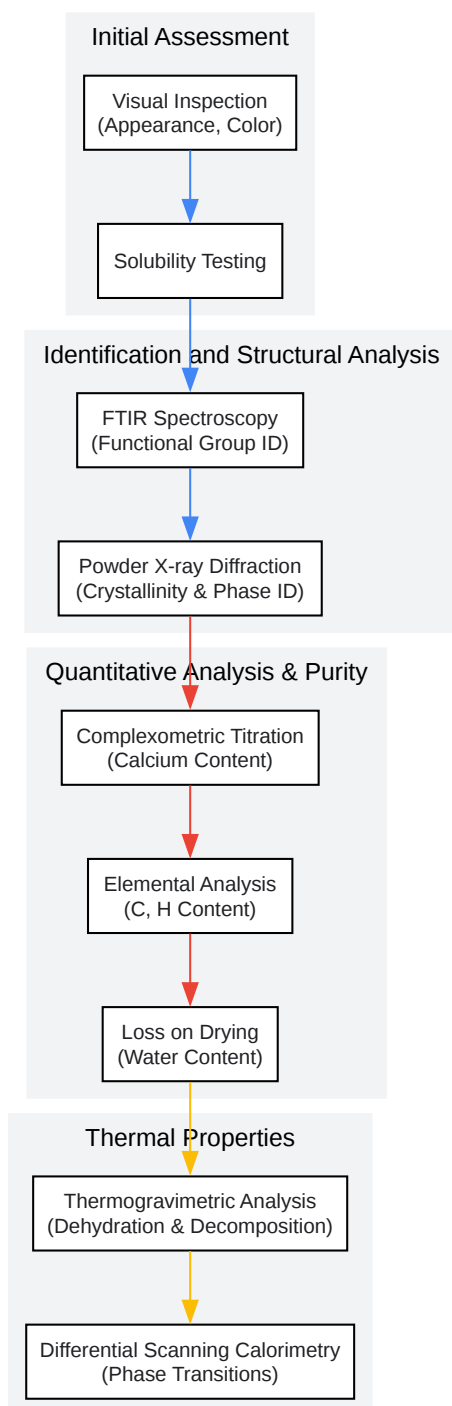 Initial Assessment
Visual Inspection
(Appearance, Color)
Solubility Testing
Identification and Structural Analysis
FTIR Spectroscopy
(Functional Group ID)
Powder X-ray Diffraction
(Crystallinity & Phase ID)
Quantitative Analysis & Purity
Complexometric Titration
(Calcium Content)
Elemental Analysis
(C, H Content)
Loss on Drying
(Water Content)
Thermal Properties
Thermogravimetric Analysis
(Dehydration & Decomposition)
Differential Scanning Calorimetry
(Phase Transitions)